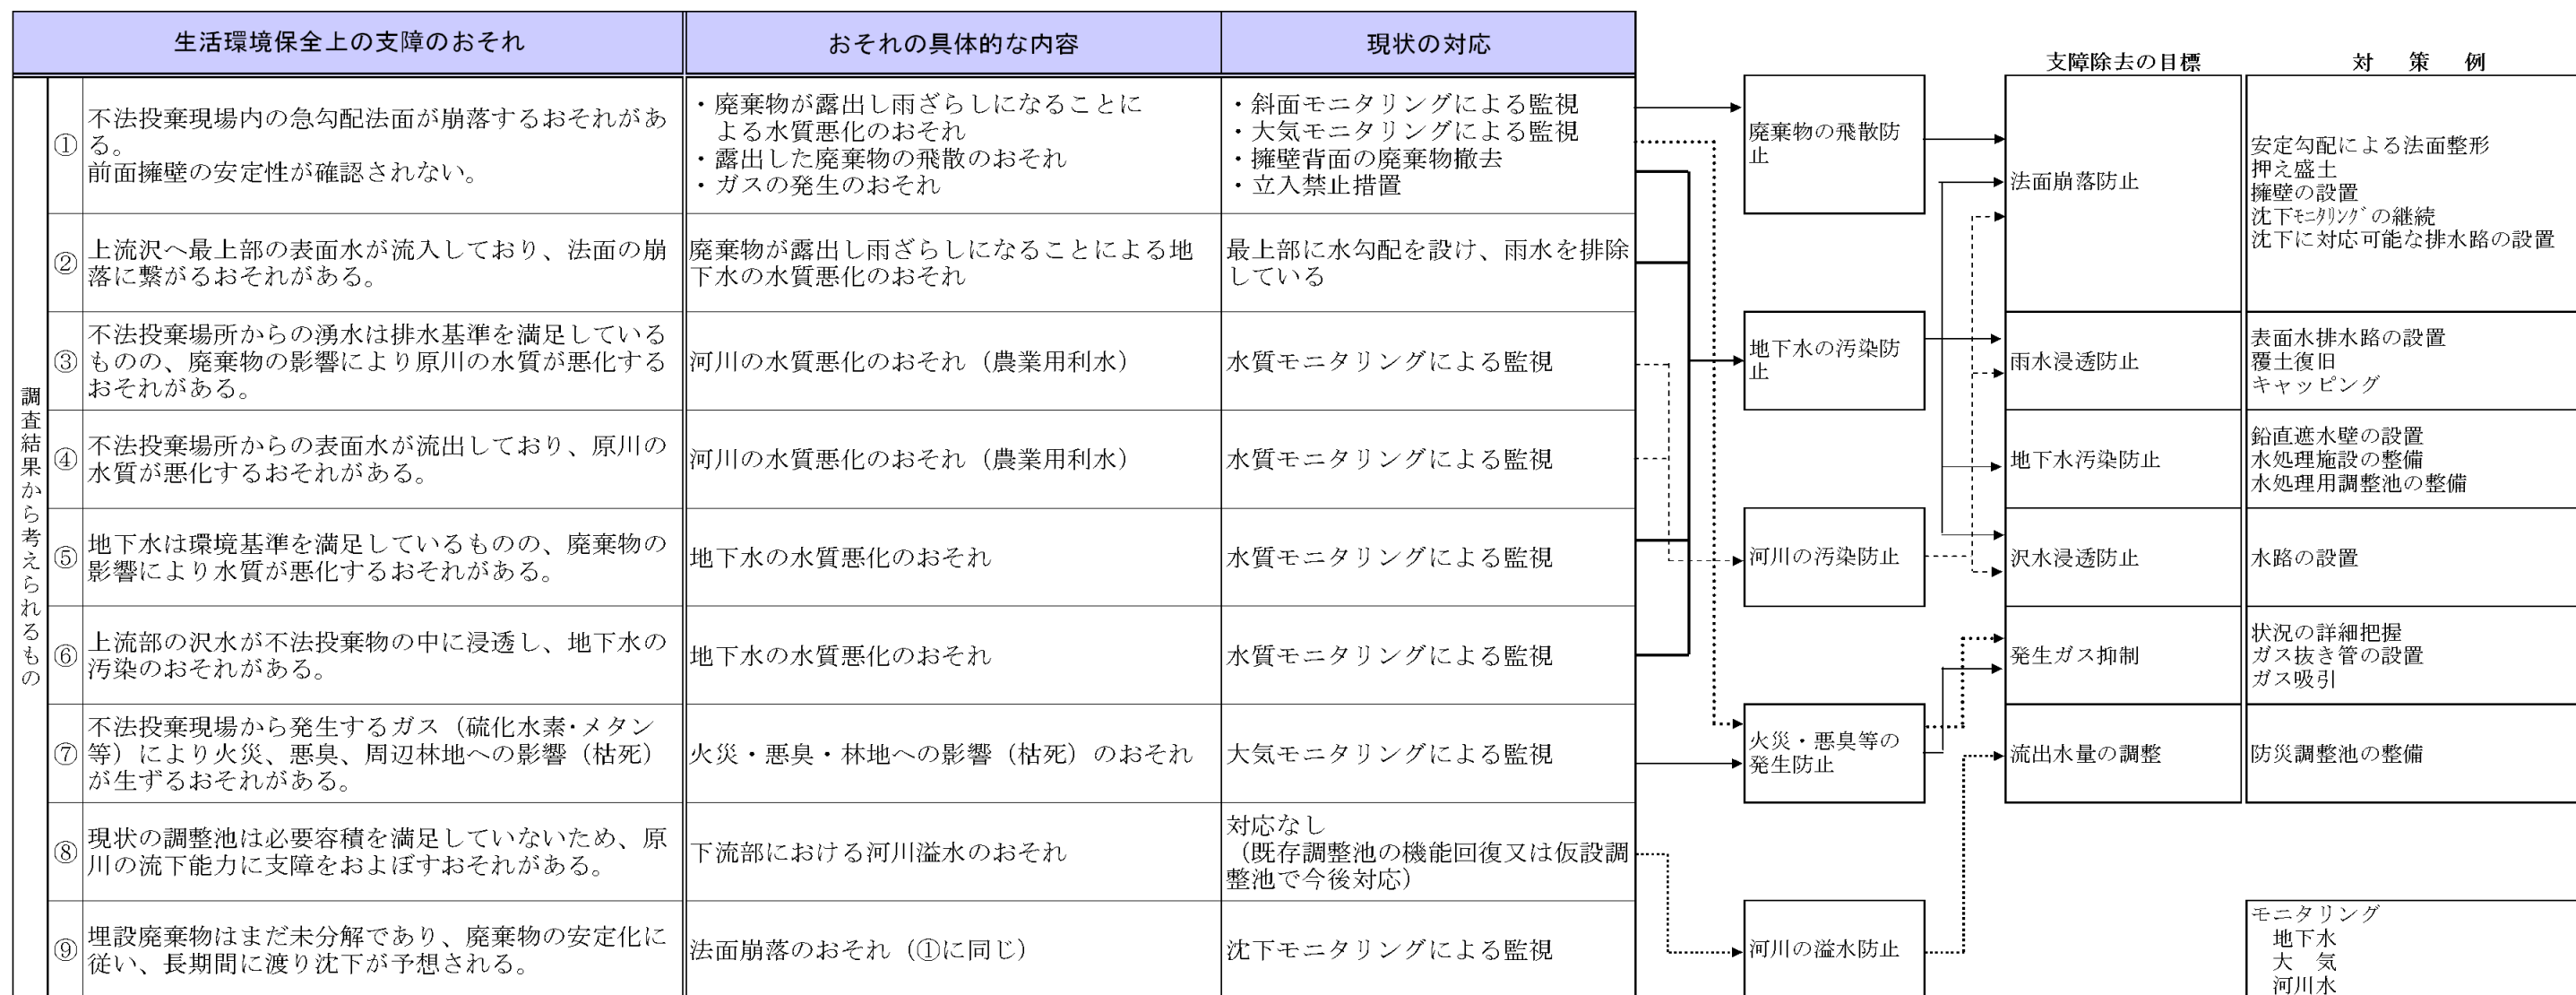 生活環境保全上の支障のおそれ
おそれの具体的な内容
現状の対応
調査結果から考えられるもの
①
不法投棄現場内の急勾配法面が崩落するおそれがあ
る。
前面擁壁の安定性が確認されない。
・廃棄物が露出し雨ざらしになることに
よる水質悪化のおそれ
・露出した廃棄物の飛散のおそれ
・ガスの発生のおそれ
・斜面モニタリングによる監視
・大気モニタリングによる監視
・擁壁背面の廃棄物撤去
・立入禁止措置
②
上流沢へ最上部の表面水が流入しており、法面の崩
落に繋がるおそれがある。
廃棄物が露出し雨ざらしになることによる地
下水の水質悪化のおそれ
最上部に水勾配を設け、雨水を排除
している
③
不法投棄場所からの湧水は排水基準を満足している
ものの、廃棄物の影響により原川の水質が悪化する
おそれがある。
河川の水質悪化のおそれ（農業用利水）
水質モニタリングによる監視
④
不法投棄場所からの表面水が流出しており、原川の
水質が悪化するおそれがある。
河川の水質悪化のおそれ（農業用利水）
水質モニタリングによる監視
⑤
地下水は環境基準を満足しているものの、廃棄物の
影響により水質が悪化するおそれがある。
地下水の水質悪化のおそれ
水質モニタリングによる監視
⑥
上流部の沢水が不法投棄物の中に浸透し、地下水の
汚染のおそれがある。
地下水の水質悪化のおそれ
水質モニタリングによる監視
⑦
不法投棄現場から発生するガス（硫化水素･メタン
等）により火災、悪臭、周辺林地への影響（枯死）
が生ずるおそれがある。
火災・悪臭・林地への影響（枯死）のおそれ
大気モニタリングによる監視
⑧
現状の調整池は必要容積を満足していないため、原
川の流下能力に支障をおよぼすおそれがある。
下流部における河川溢水のおそれ
対応なし
（既存調整池の機能回復又は仮設調
整池で今後対応）
⑨
埋設廃棄物はまだ未分解であり、廃棄物の安定化に
従い、長期間に渡り沈下が予想される。
法面崩落のおそれ（①に同じ）
沈下モニタリングによる監視
廃棄物の飛散防
止
地下水の汚染防
止
河川の汚染防止
火災・悪臭等の
発生防止
河川の溢水防止
支障除去の目標
対　策　例
法面崩落防止
安定勾配による法面整形
押え盛土
擁壁の設置
沈下ﾓﾆﾀﾘﾝｸﾞの継続
沈下に対応可能な排水路の設置
雨水浸透防止
表面水排水路の設置
覆土復旧
キャッピング
地下水汚染防止
鉛直遮水壁の設置
水処理施設の整備
水処理用調整池の整備
沢水浸透防止
水路の設置
発生ガス抑制
状況の詳細把握
ガス抜き管の設置
ガス吸引
流出水量の調整
防災調整池の整備
モニタリング
地下水
大　気
河川水